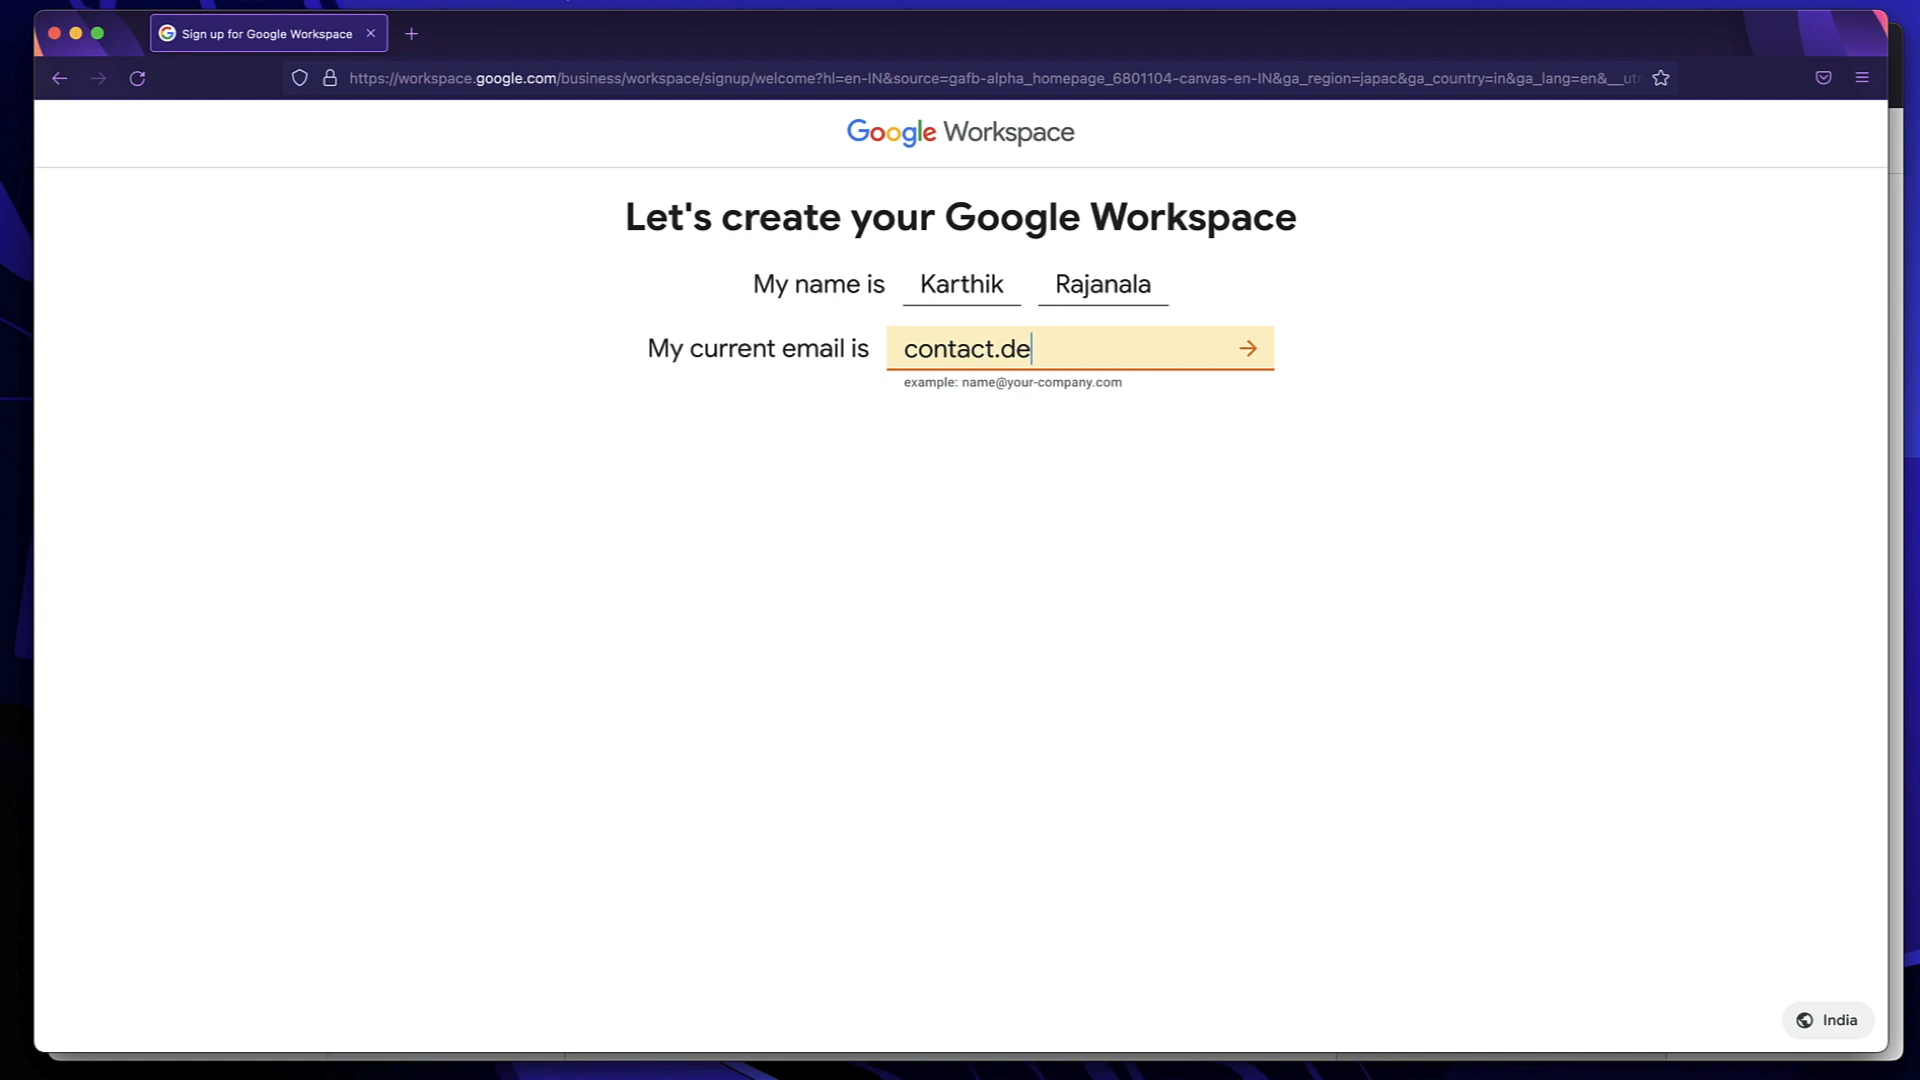 Sign up for Google Workspace
https://workspace.google.com/business/workspace/signup/welcome?hl=en-IN&source=gafb-alpha_homepage_6801104-canvas-en-IN&ga_region=japac&ga_country=in&ga_lang=en&__ut
Google Workspace
Let's create your Google Workspace
My name is Karthik Rajanala
My current email is contact.de
example: name@your-company.com
India